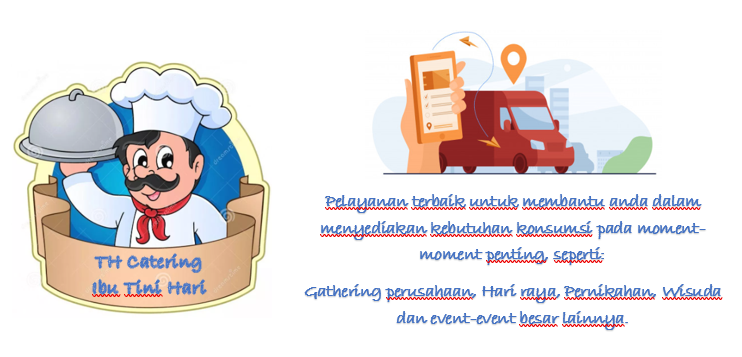 TH Catering
Ibu Tini Hari
Pelayanan terbaik untuk membantu anda dalam
menyediakan kebutuhan konsumsi pada moment-
moment penting, seperti:
Gathering perusahaan, Hari raya, Pernikahan, Wisuda
dan event-event besar lainnya.